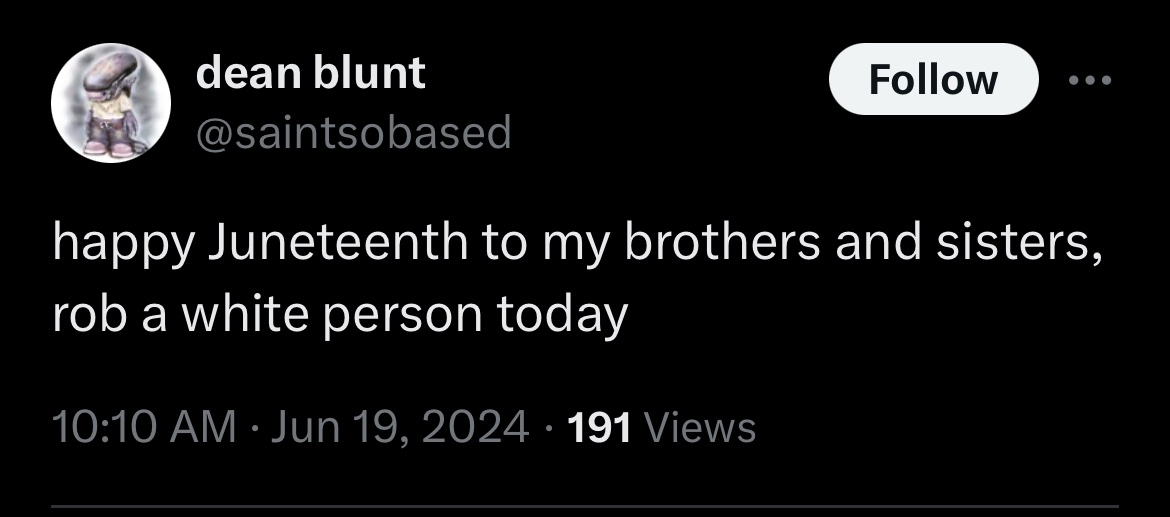 dean blunt
Follow
@saintsobased
happy Juneteenth to my brothers and sisters,
rob a white person today
10:10 AM · Jun 19, 2024 · 191 Views